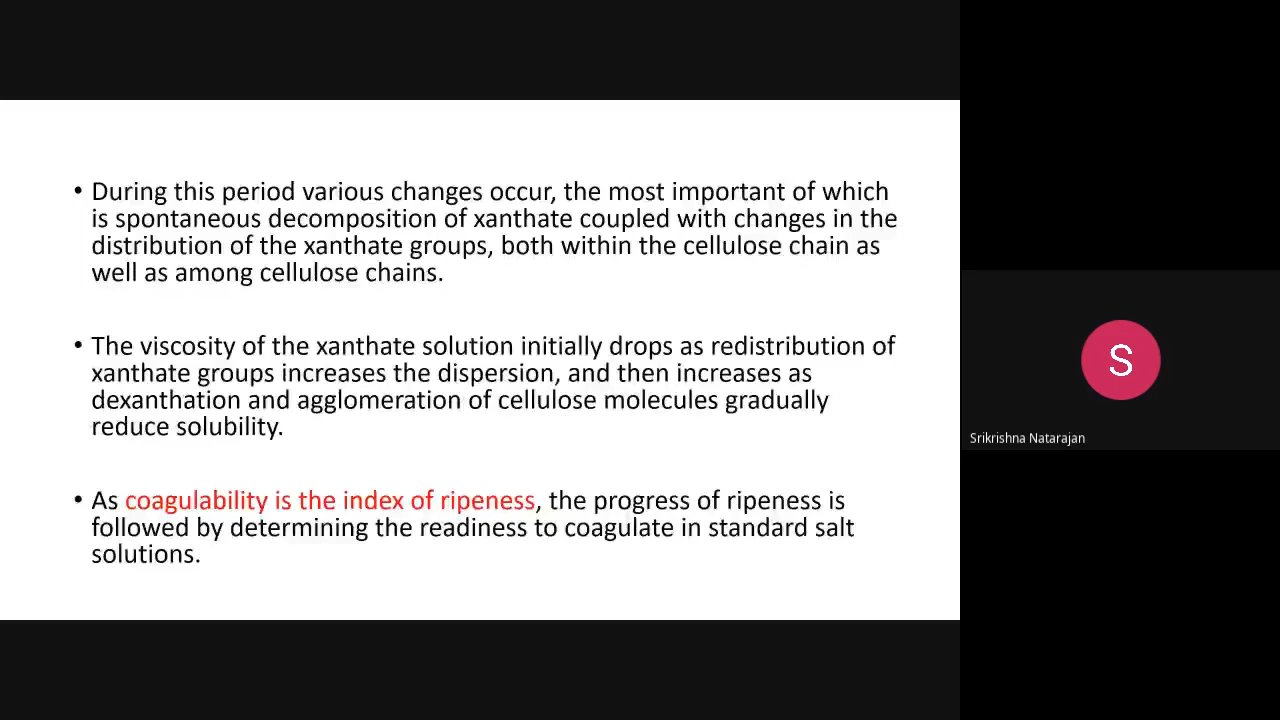 • During this period various changes occur, the most important of which
is spontaneous decomposition of xanthate coupled with changes in the
distribution of the xanthate groups, both within the cellulose chain as
well as among cellulose chains.
• The viscosity of the xanthate solution initially drops as redistribution of
xanthate groups increases the dispersion, and then increases as
dexanthation and agglomeration of cellulose molecules gradually
reduce solubility.
• As coagulability is the index of ripeness, the progress of ripeness is
followed by determining the readiness to coagulate in standard salt
solutions.
S
Srikrishna Natarajan